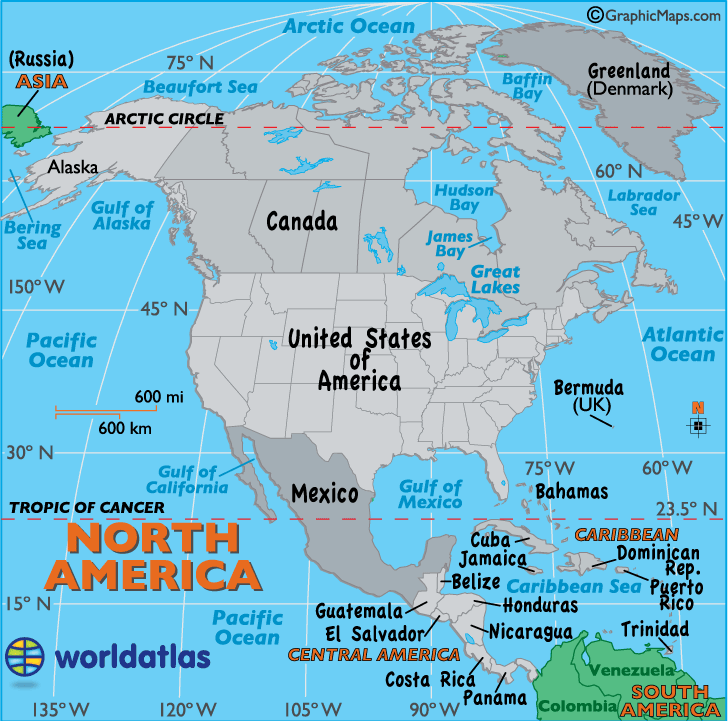 ©GraphicMaps.com
Arctic Ocean
(Russia)
ASIA
75° N
Beaufort Sea
Baffin
Bay
Greenland
(Denmark)
ARCTIC CIRCLE
Alaska
60° N
Bering
Sea
Gulf of
Alaska
Canada
Hudson
Bay
Labrador
Sea
45° W
James
Bay
Great
Lakes
150° W
45° N
Pacific
Ocean
United States
of
America
Atlantic
Ocean
600 mi
600 km
Bermuda
(UK)
N
30° N
Gulf of
California
Mexico
Gulf of
Mexico
75° W
60° W
Bahamas
TROPIC OF CANCER
23.5° N
NORTH
AMERICA
Cuba
CARIBBEAN
Jamaica
Dominican
Rep.
Belize
Caribbean Sea
Puerto
Rico
15° N
Guatemala
Honduras
Pacific
Ocean
El Salvador
Nicaragua
Trinidad
worldatlas
CENTRAL AMERICA
Costa Rica
Panama
Venezuela
Colombia
SOUTH
AMERICA
135° W
120° W
105° W
90° W